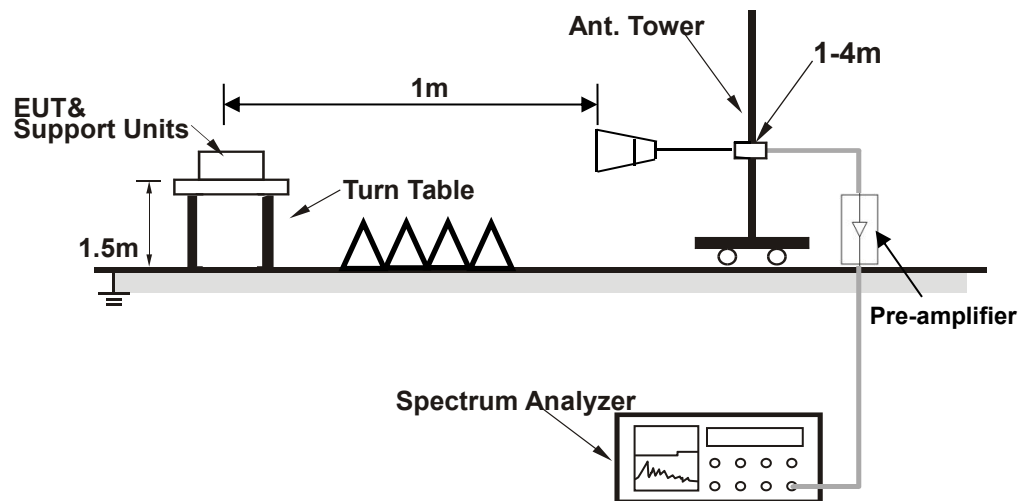 Ant. Tower
1-4m
1m
EUT&
Support Units
Turn Table
1.5m
Pre-amplifier
Spectrum Analyzer